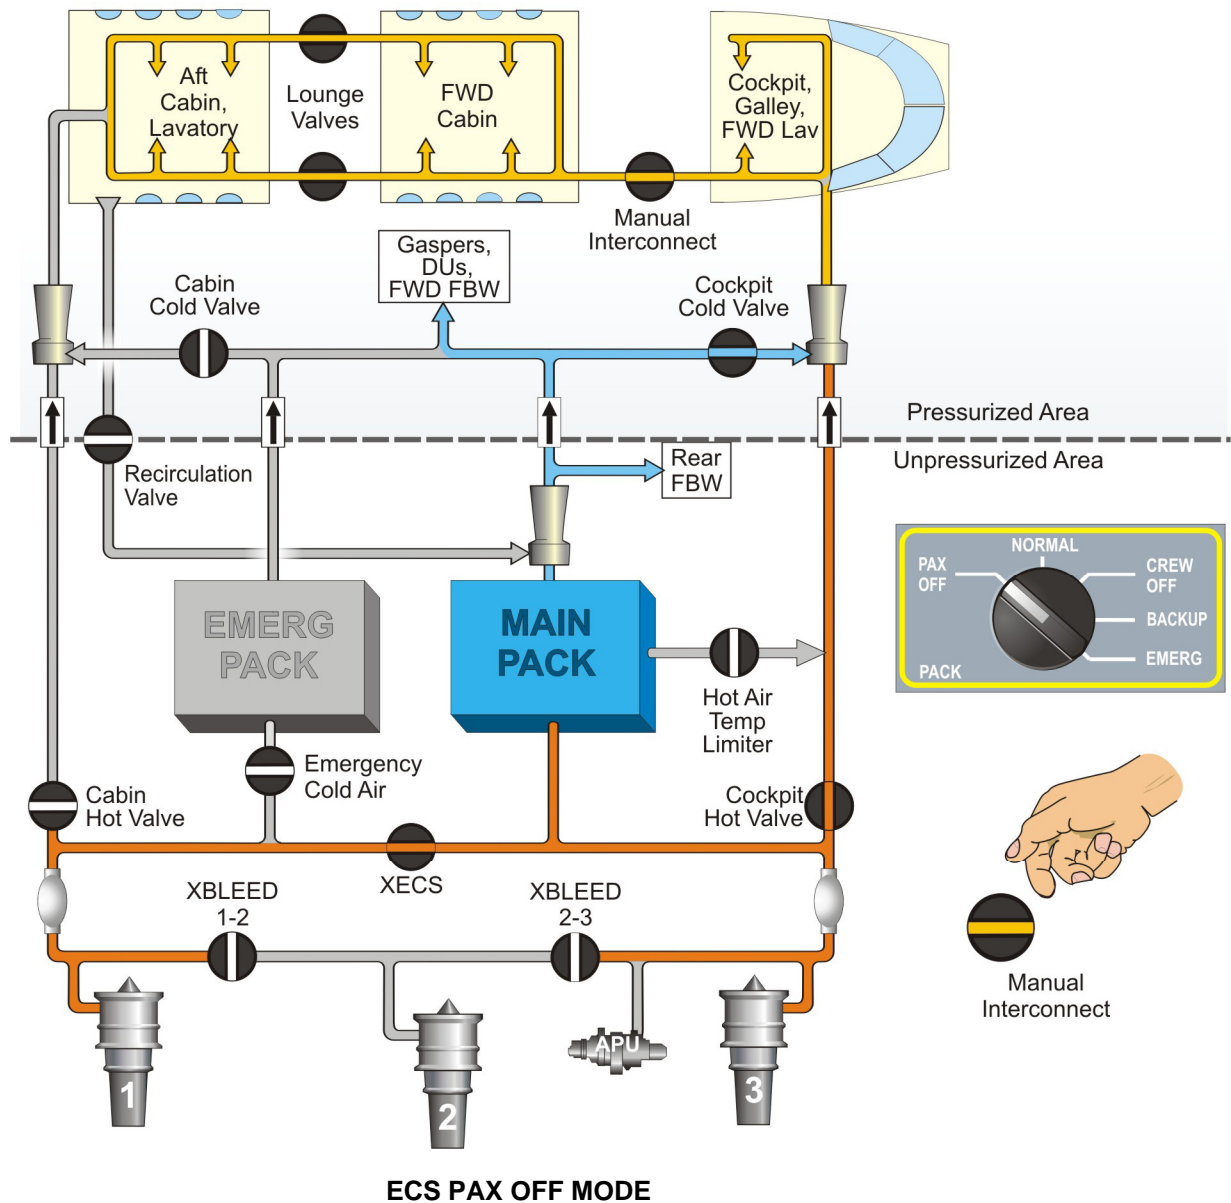 Aft
Cabin,
Lavatory
Lounge
Valves
FWD
Cabin
Cockpit,
Galley,
FWD Lav
Manual
Interconnect
Gaspers,
DUs,
FWD FBW
Cabin
Cold Valve
Cockpit
Cold Valve
Pressurized Area
Unpressurized Area
Recirculation
Valve
Rear
FBW
EMERG
PACK
MAIN
PACK
Hot Air
Temp
Limiter
NORMAL
PAX
OFF
CREW
OFF
BACKUP
EMERG
PACK
Emergency
Cold Air
Cabin
Hot Valve
Cockpit
Hot Valve
XECS
XBLEED
1-2
XBLEED
2-3
Manual
Interconnect
1
2
APU
3
ECS PAX OFF MODE